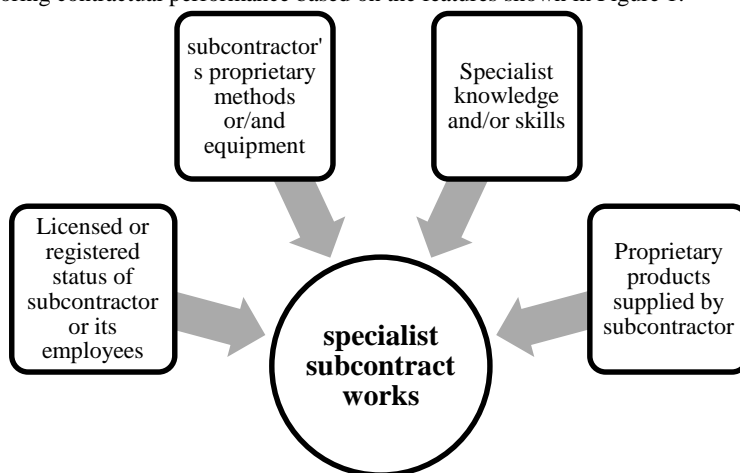 oring contractual performance based on the features shown in Figure 1.
subcontractor'
s proprietary
methods
or/and
equipment
Specialist
knowledge
and/or skills
Licensed or
registered
status of
subcontractor
or its
employees
Proprietary
products
supplied by
subcontractor
specialist
subcontract
works